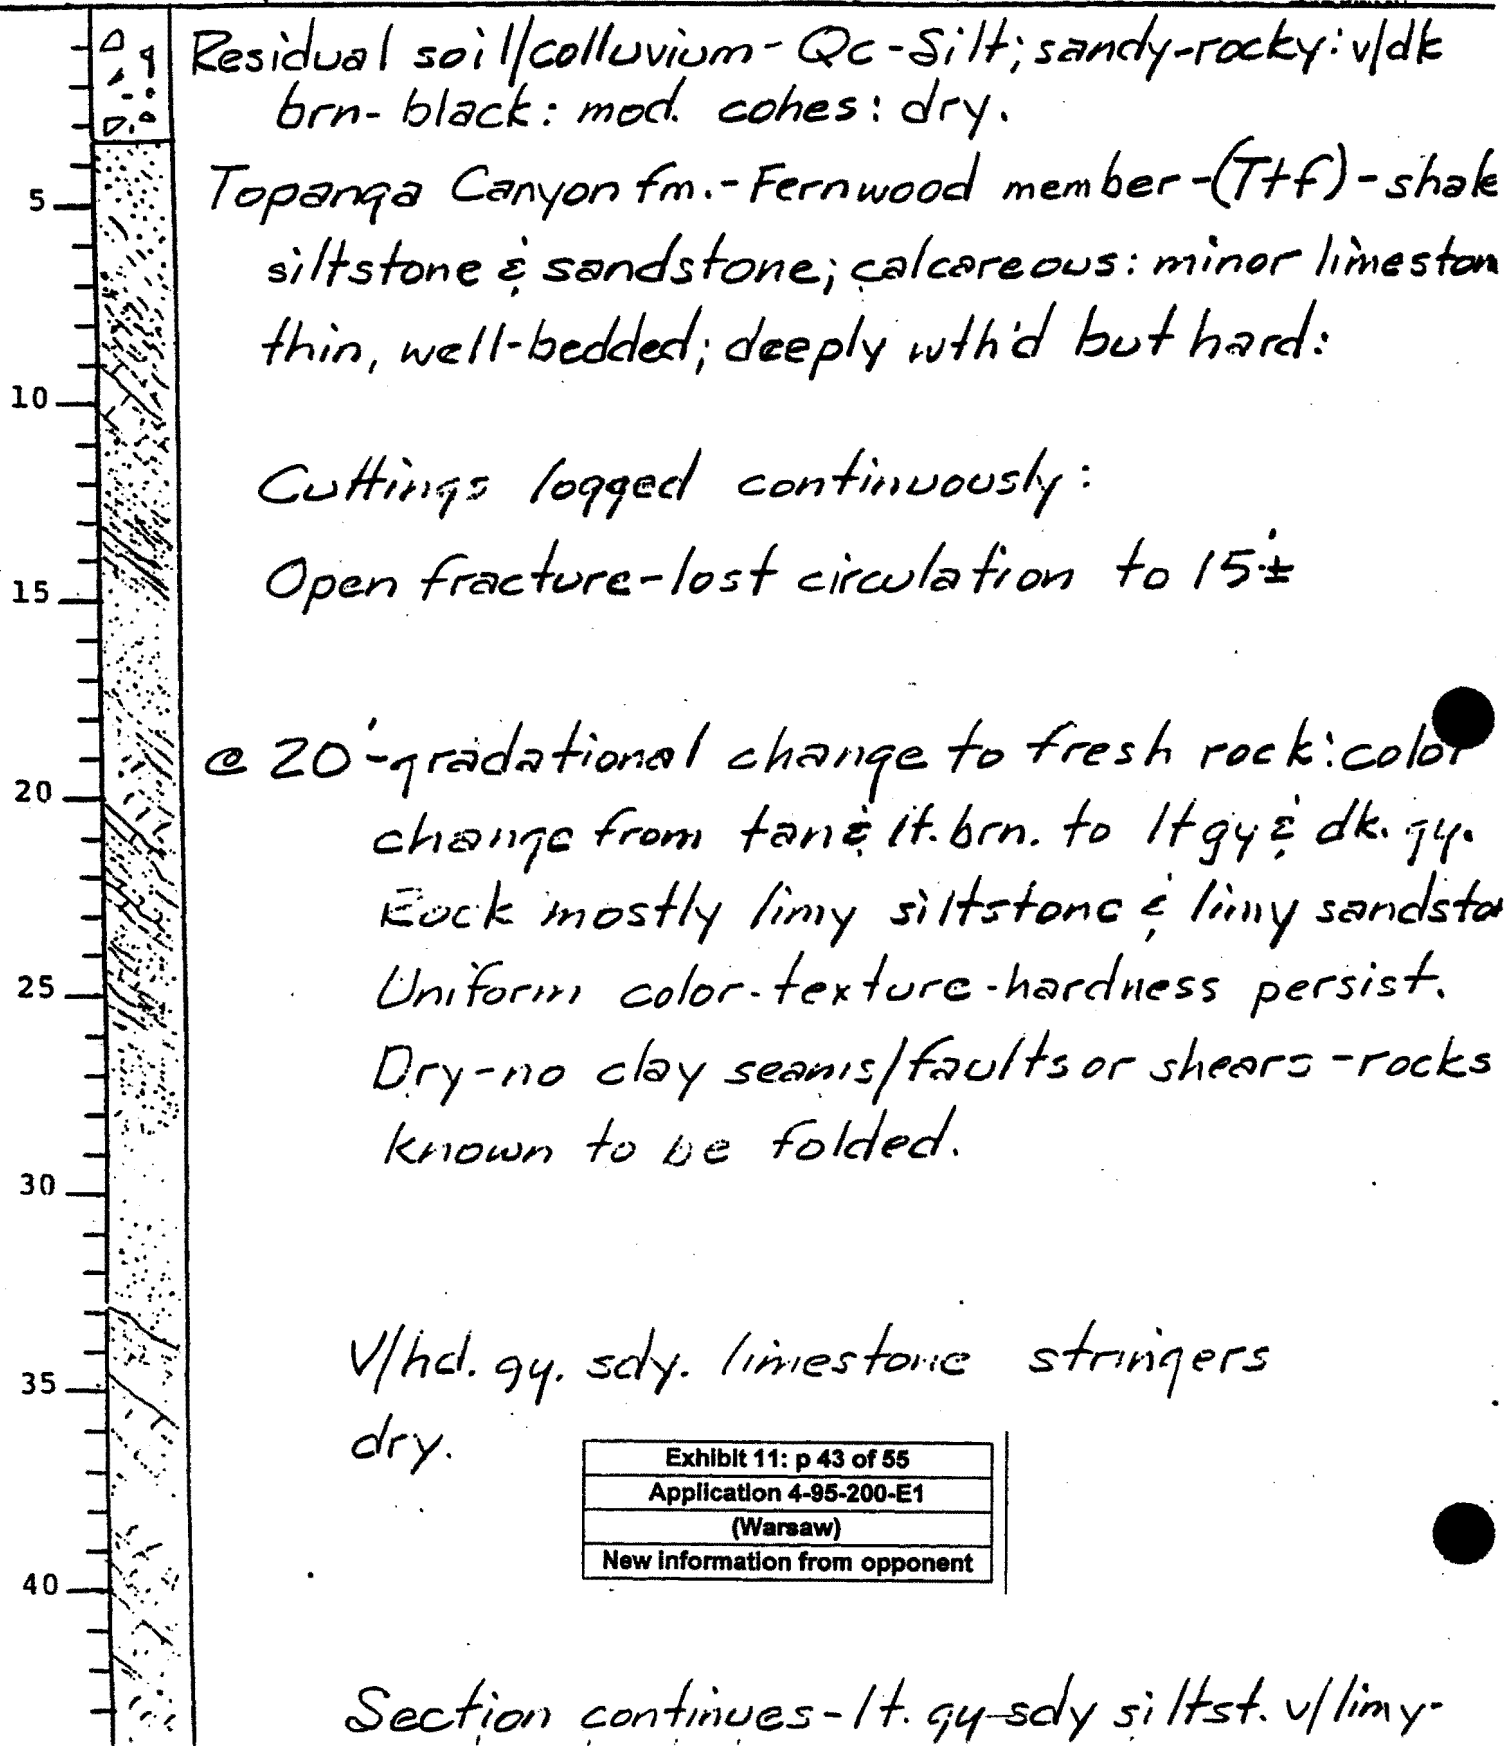 Residual soil/colluvium - Qc - Silt; sandy-rocky: v/dk
brn- black: mod. cohes: dry.
5
Topanga Canyon fm. - Fernwood member - (Ttf) - shale
siltstone & sandstone; calcareous: minor limeston
thin, well-bedded; deeply wth'd but hard:
10
Cuttings logged continuously:
Open fracture-lost circulation to 15'±
15
@ 20'-gradational change to fresh rock: color
20
change from tan & lt. brn. to lt gy & dk. gy.
Rock mostly limy siltstone & limy sandsto
25
Uniform color-texture-hardness persist.
Dry-no clay seams/faults or shears - rocks
known to be folded.
30
V/hd. gy. sdy. limestone stringers
35
dry.
Exhibit 11: p 43 of 55
Application 4-95-200-E1
(Warsaw)
New information from opponent
40
Section continues - lt. gy-sdy siltst. v/limy-